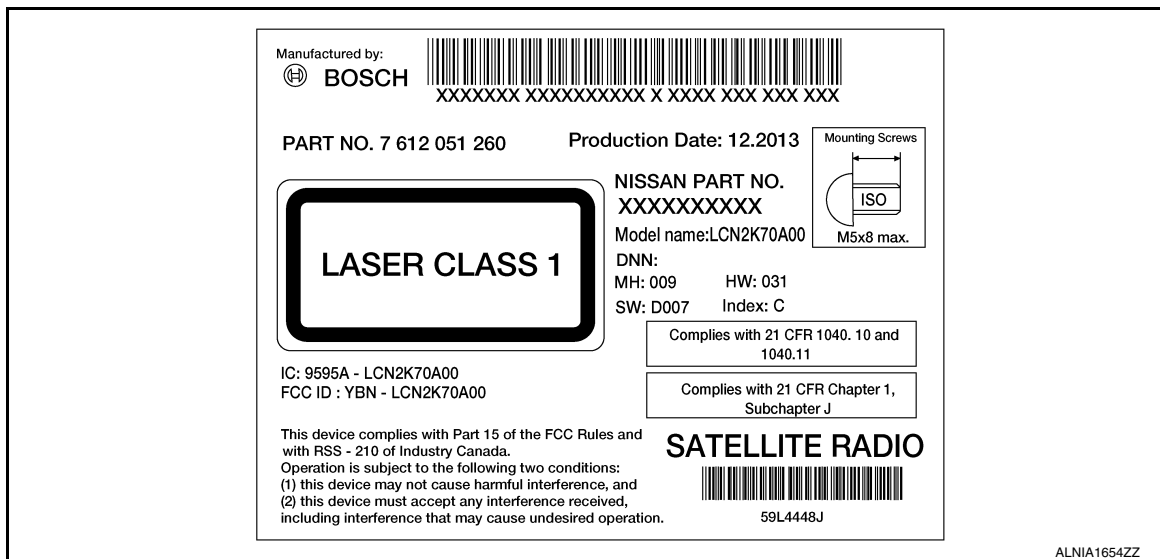 Manufactured by:
BOSCH
XXXXXXX XXXXXXXXXX X XXXX XXX XXX XXX
PART NO. 7 612 051 260
Production Date: 12.2013
Mounting Screws
ISO
M5x8 max.
LASER CLASS 1
NISSAN PART NO.
XXXXXXXXXX
Model name:LCN2K70A00
DNN:
MH: 009 HW: 031
SW: D007 Index: C
Complies with 21 CFR 1040. 10 and
1040.11
Complies with 21 CFR Chapter 1,
Subchapter J
IC: 9595A - LCN2K70A00
FCC ID : YBN - LCN2K70A00
This device complies with Part 15 of the FCC Rules and
with RSS - 210 of Industry Canada.
Operation is subject to the following two conditions:
(1) this device may not cause harmful interference, and
(2) this device must accept any interference received,
including interference that may cause undesired operation.
SATELLITE RADIO
59L4448J
ALNIA1654ZZ